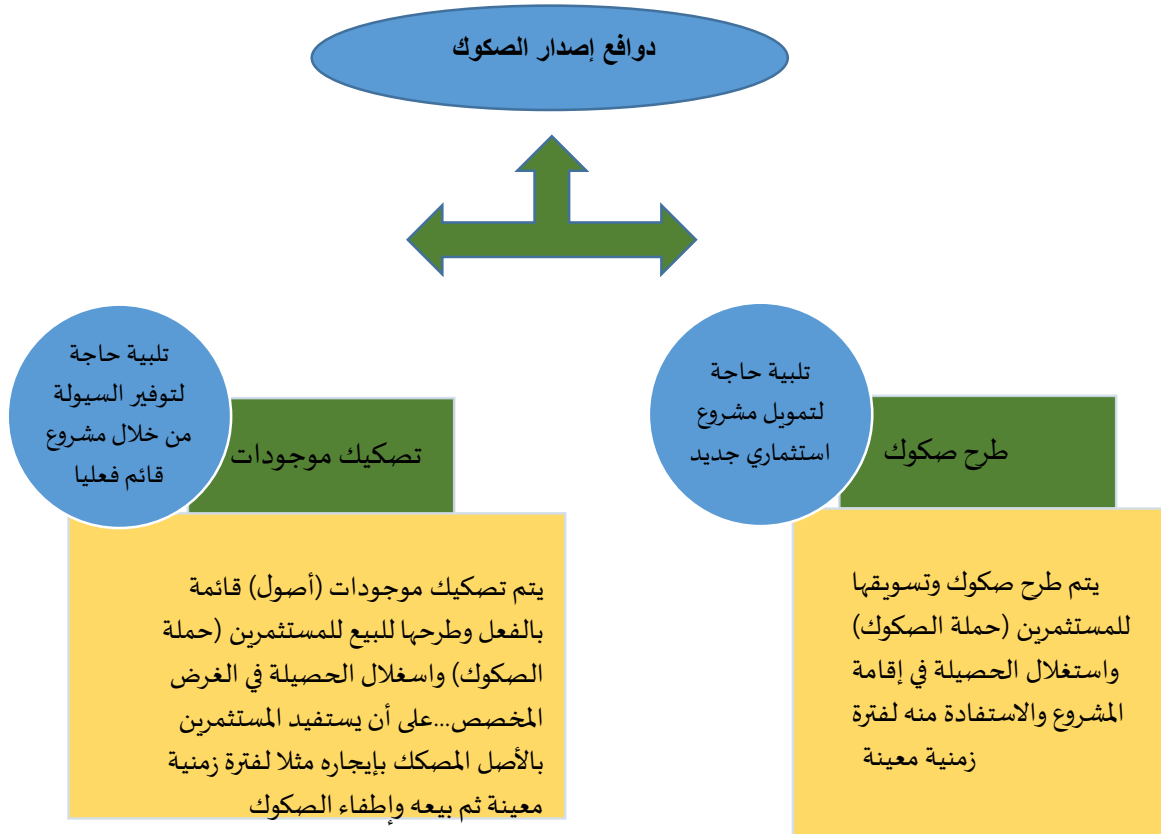 دوافع إصدار الصكوك
تلبية حاجة
لتمويل مشروع
استثماري جديد
طرح صكوك
يتم طرح صكوك وتسويقها
للمستثمرين (حملة الصكوك)
واستغلال الحصيلة في إقامة
المشروع والاستفادة منه لفترة
زمنية معينة
تلبية حاجة
لتوفير السيولة
من خلال مشروع
قائم فعليا
تصكيك موجودات
يتم تصكيك موجودات (أصول) قائمة
بالفعل وطرحها للبيع للمستثمرين (حملة
الصكوك) واسغلال الحصيلة في الغرض
المخصص...على أن يستفيد المستثمرين
بالأصل المصكك بإيجاره مثلا لفترة زمنية
معينة ثم بيعه وإطفاء الصكوك